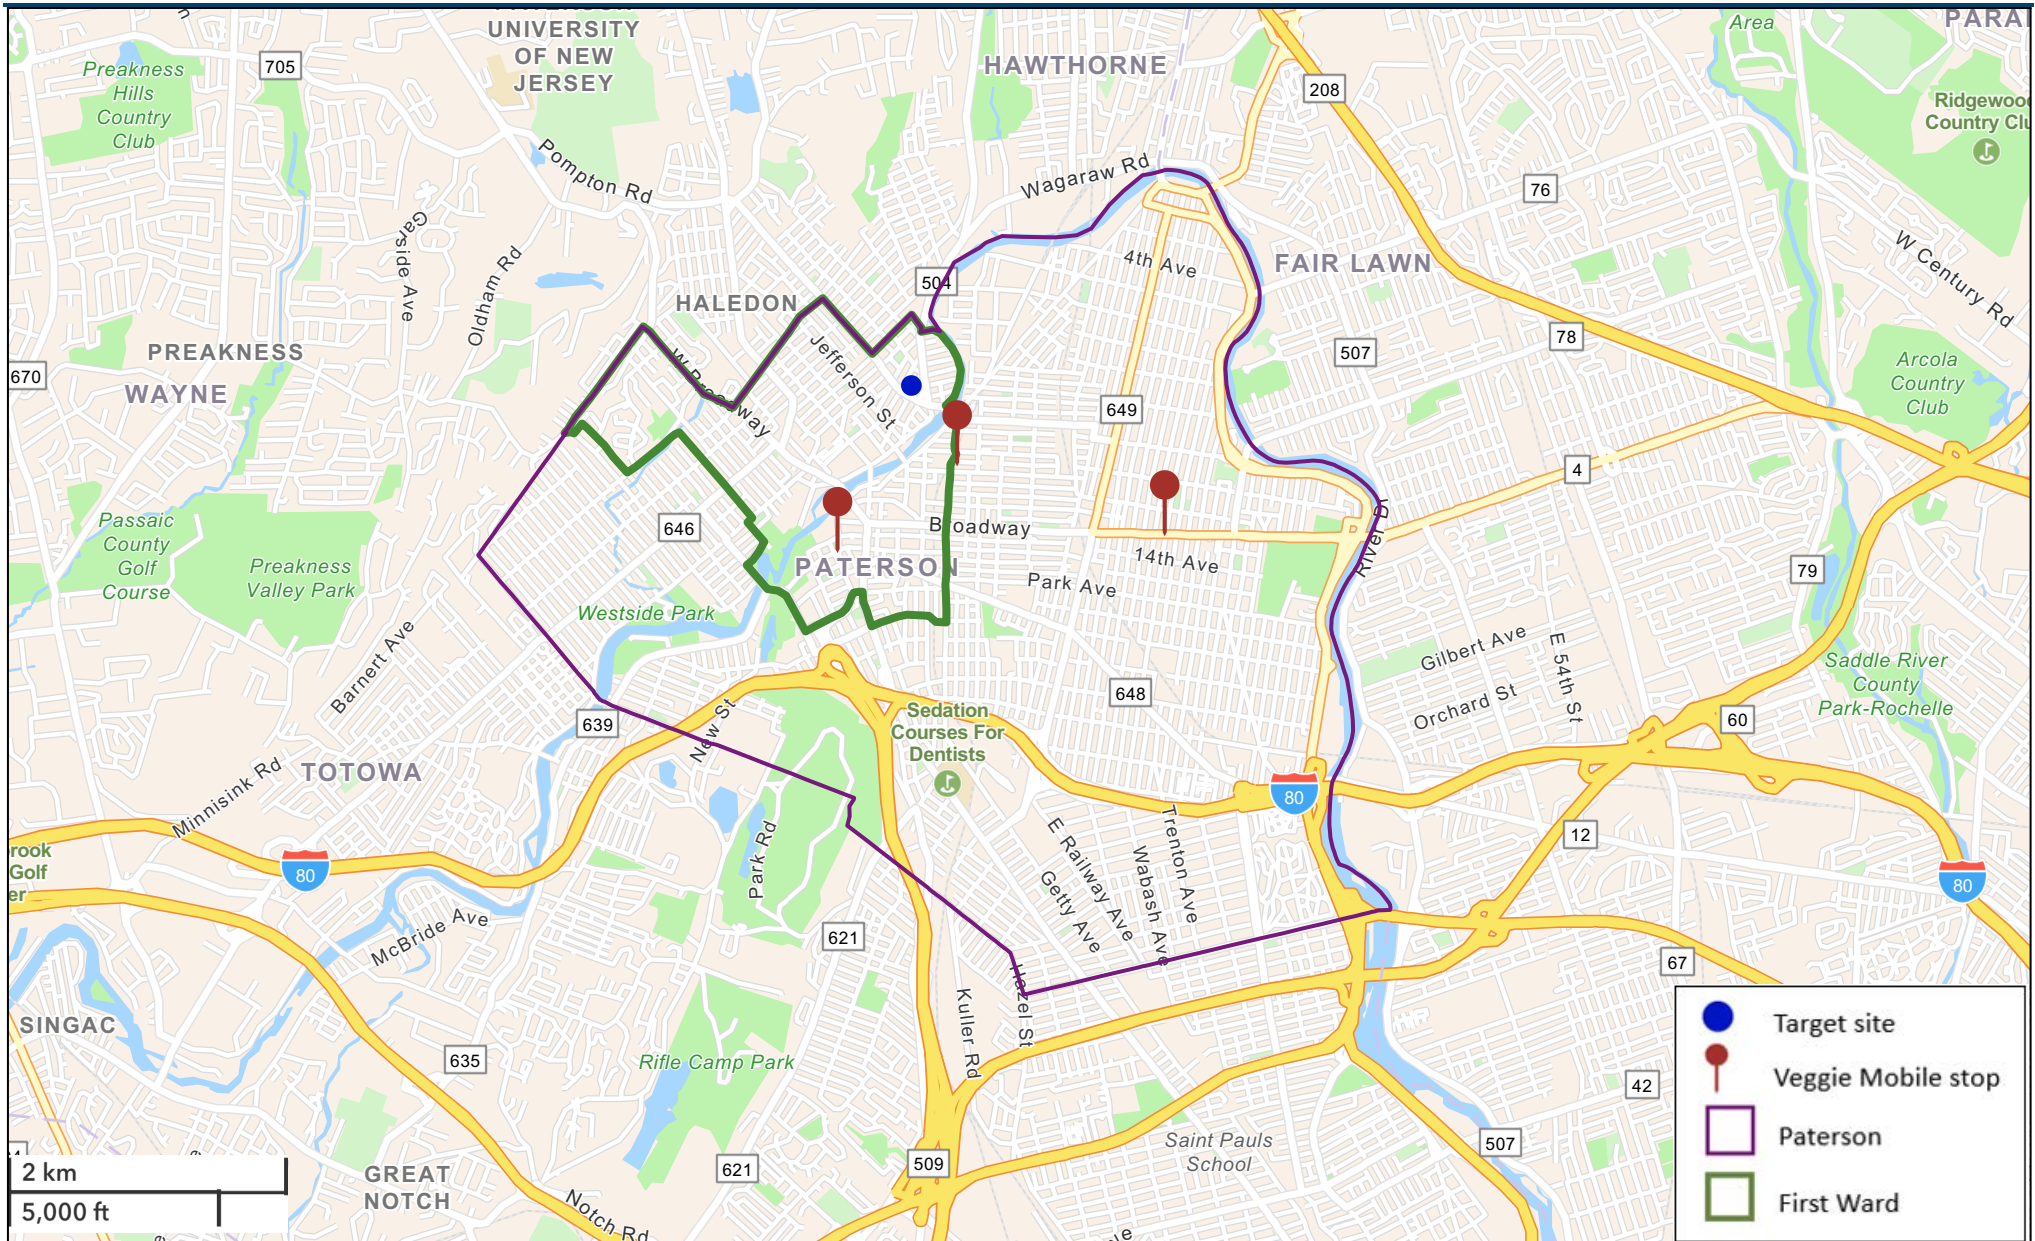 UNIVERSITY
OF NEW
JERSEY
705
Preakness
Hills
Country
Club
HAWTHORNE
208
Area
Ridgewood
Country Clu
Pompton Rd
Wagaraw Rd
76
Garside Ave
Oldham Rd
504
4th Ave
FAIR LAWN
W Century Rd
HALEDON
PREAKNESS
WAYNE
670
W Broadway
Jefferson St
507
78
Arcola
Country
Club
649
4
646
Broadway
14th Ave
River Dr
Passaic
County
Golf
Course
Preakness
Valley Park
PATERSON
Park Ave
79
Westside Park
Barnert Ave
Gilbert Ave
E 54th St
Saddle River
County
Park-Rochelle
648
Orchard St
60
639
New St
Sedation
Courses For
Dentists
TOTOWA
Minnisink Rd
80
12
brook
Golf
er
80
80
Park Rd
E Railway Ave
Getty Ave
Wabash Ave
Trenton Ave
McBride Ave
621
67
Hazel St
Kuller Rd
SINGAC
635
Rifle Camp Park
42
507
Saint Pauls
School
GREAT
NOTCH
621
509
Notch Rd
2 km
5,000 ft
Target site
Veggie Mobile stop
Paterson
First Ward